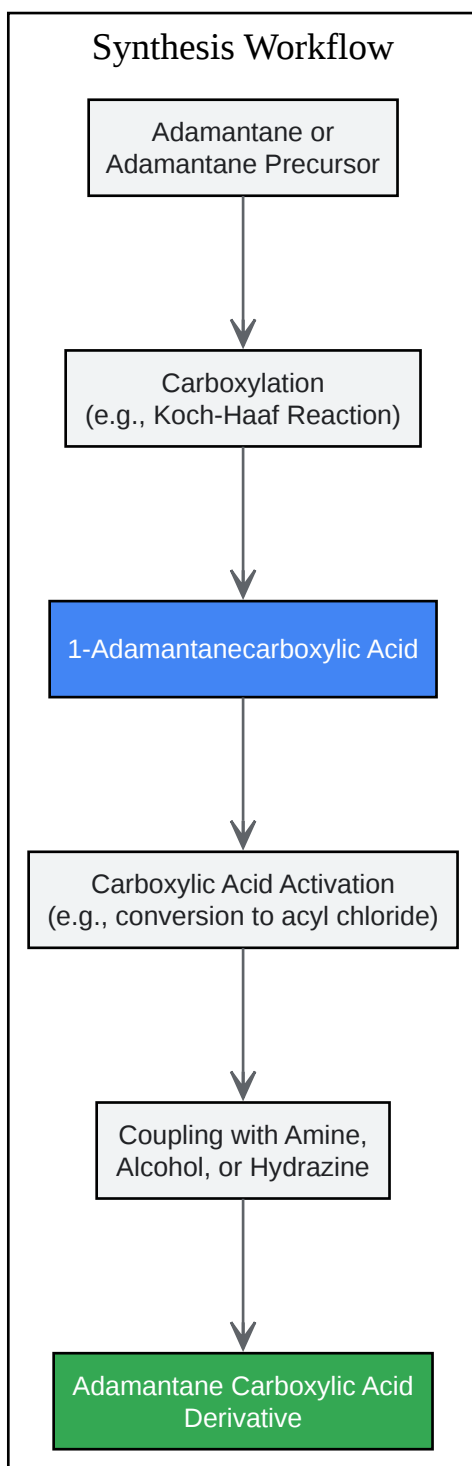 Synthesis Workflow
Adamantane or
Adamantane Precursor
Carboxylation
(e.g., Koch-Haaf Reaction)
1-Adamantanecarboxylic Acid
Carboxylic Acid Activation
(e.g., conversion to acyl chloride)
Coupling with Amine,
Alcohol, or Hydrazine
Adamantane Carboxylic Acid
Derivative